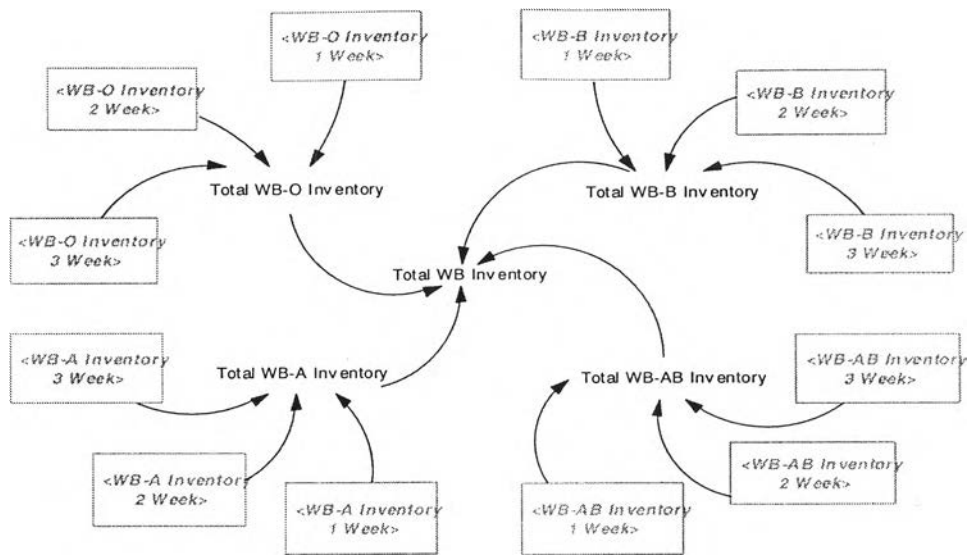 <WB-O Inventory
1 Week>
<WB-B Inventory
1 Week>
<WB-O Inventory
2 Week>
<WB-B Inventory
2 Week>
Total WB-O Inventory
Total WB-B Inventory
<WB-O Inventory
3 Week>
<WB-B Inventory
3 Week>
Total WB Inventory
<WB-A Inventory
3 Week>
Total WB-A Inventory
Total WB-AB Inventory
<WB-AB Inventory
3 Week>
<WB-A Inventory
2 Week>
<WB-A Inventory
1 Week>
<WB-AB Inventory
1 Week>
<WB-AB Inventory
2 Week>